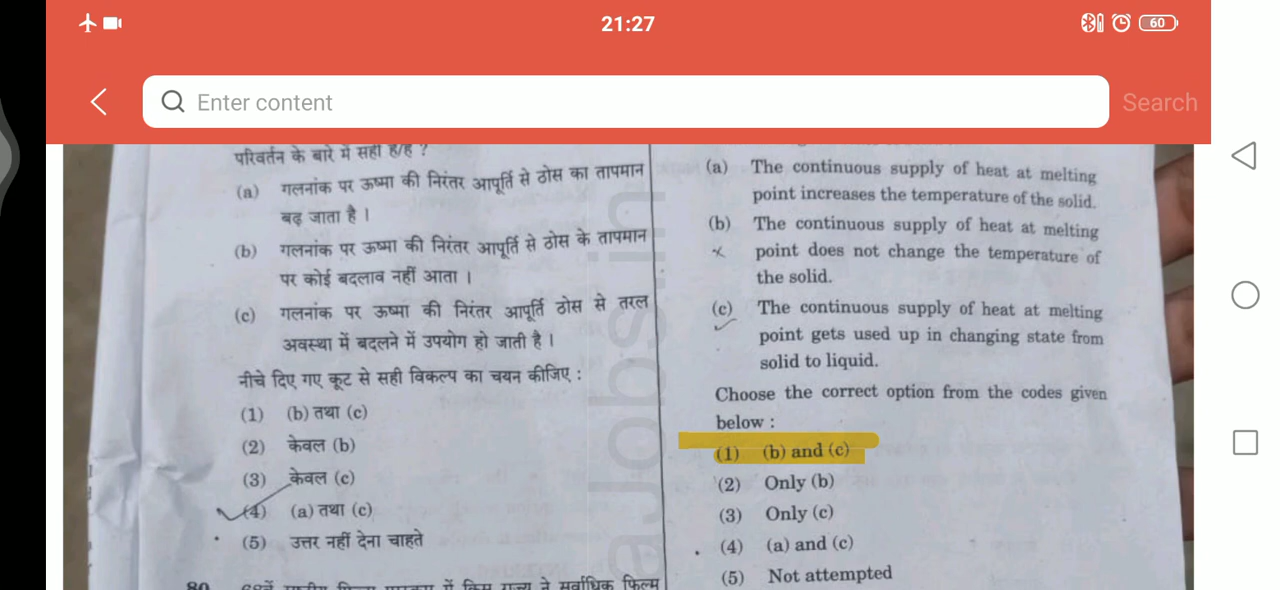 21:27
60
Enter content
Search
परिवर्तन के बारे में सही है/हैं ?
(a) गलनांक पर ऊष्मा की निरंतर आपूर्ति से ठोस का तापमान
बढ़ जाता है ।
(b) गलनांक पर ऊष्मा की निरंतर आपूर्ति से ठोस के तापमान
पर कोई बदलाव नहीं आता ।
(c) गलनांक पर ऊष्मा की निरंतर आपूर्ति ठोस से तरल
अवस्था में बदलने में उपयोग हो जाती है ।
नीचे दिए गए कूट से सही विकल्प का चयन कीजिए :
(1) (b) तथा (c)
(2) केवल (b)
(3) केवल (c)
(4) (a) तथा (c)
(5) उत्तर नहीं देना चाहते
80 68वें
में किस राज्य ने सर्वाधिक फिल्म
(a) The continuous supply of heat at melting
point increases the temperature of the solid.
(b) The continuous supply of heat at melting
point does not change the temperature of
the solid.
(c) The continuous supply of heat at melting
point gets used up in changing state from
solid to liquid.
Choose the correct option from the codes given
below :
(1) (b) and (c)
(2) Only (b)
(3) Only (c)
(4) (a) and (c)
(5) Not attempted
aJobs.in